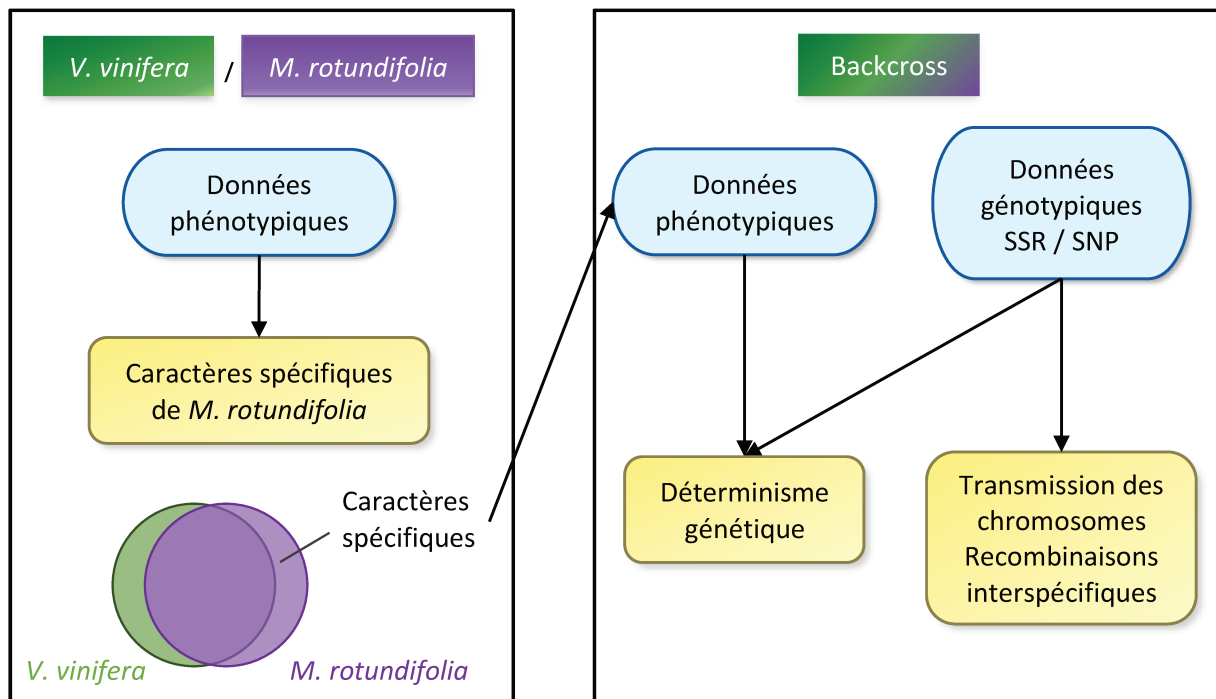 V. vinifera / M. rotundifolia
Données
phénotypiques
Caractères spécifiques
de M. rotundifolia
Caractères
spécifiques
V. vinifera
M. rotundifolia
Backcross
Données
phénotypiques
Données
génotypiques
SSR / SNP
Déterminisme
génétique
Transmission des
chromosomes
Recombinaisons
interspécifiques